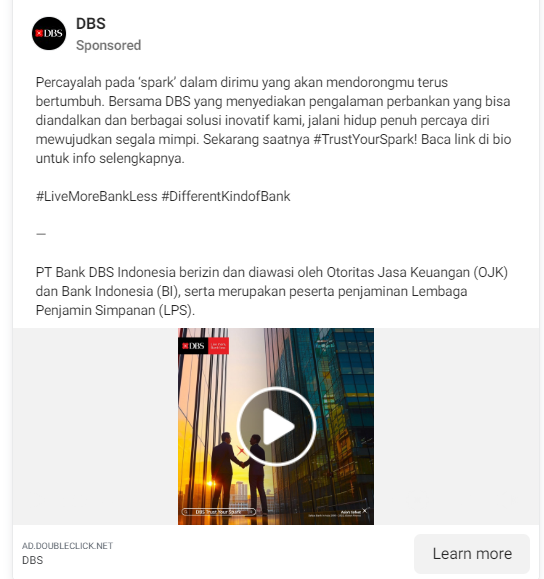 DBS
DBS
Sponsored
Percayalah pada ‘spark’ dalam dirimu yang akan mendorongmu terus
bertumbuh. Bersama DBS yang menyediakan pengalaman perbankan yang bisa
diandalkan dan berbagai solusi inovatif kami, jalani hidup penuh percaya diri
mewujudkan segala mimpi. Sekarang saatnya #TrustYourSpark! Baca link di bio
untuk info selengkapnya.
#LiveMoreBankLess #DifferentKindofBank
—
PT Bank DBS Indonesia berizin dan diawasi oleh Otoritas Jasa Keuangan (OJK)
dan Bank Indonesia (BI), serta merupakan peserta penjaminan Lembaga
Penjamin Simpanan (LPS).
DBS
DBS Trust Your Spark
AD.DOUBLECLICK.NET
DBS
Learn more